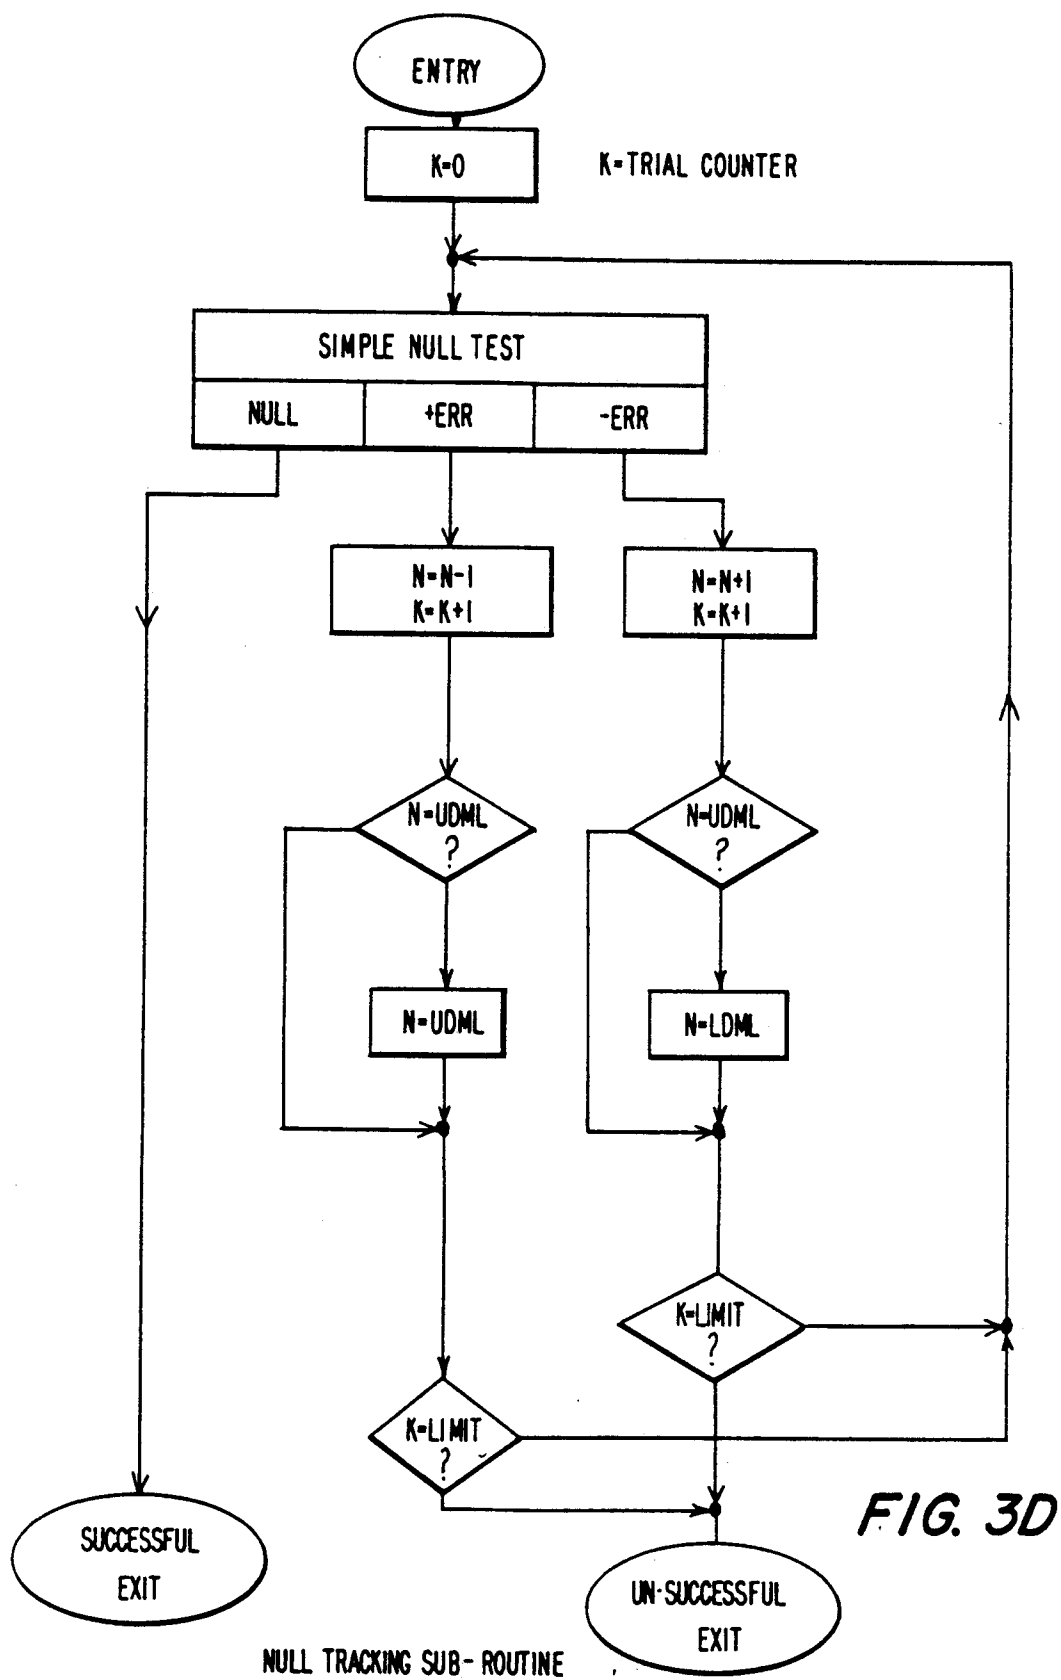 ENTRY
K=0
K=TRIAL COUNTER
SIMPLE NULL TEST
NULL
+ERR
-ERR
N=N-1
K=K+1
N=N+1
K=K+1
N=UDML
?
N=UDML
?
N=UDML
N=LDML
K=LIMIT
?
K=LIMIT
?
FIG. 3D
SUCCESSFUL
EXIT
UN-SUCCESSFUL
EXIT
NULL TRACKING SUB-ROUTINE